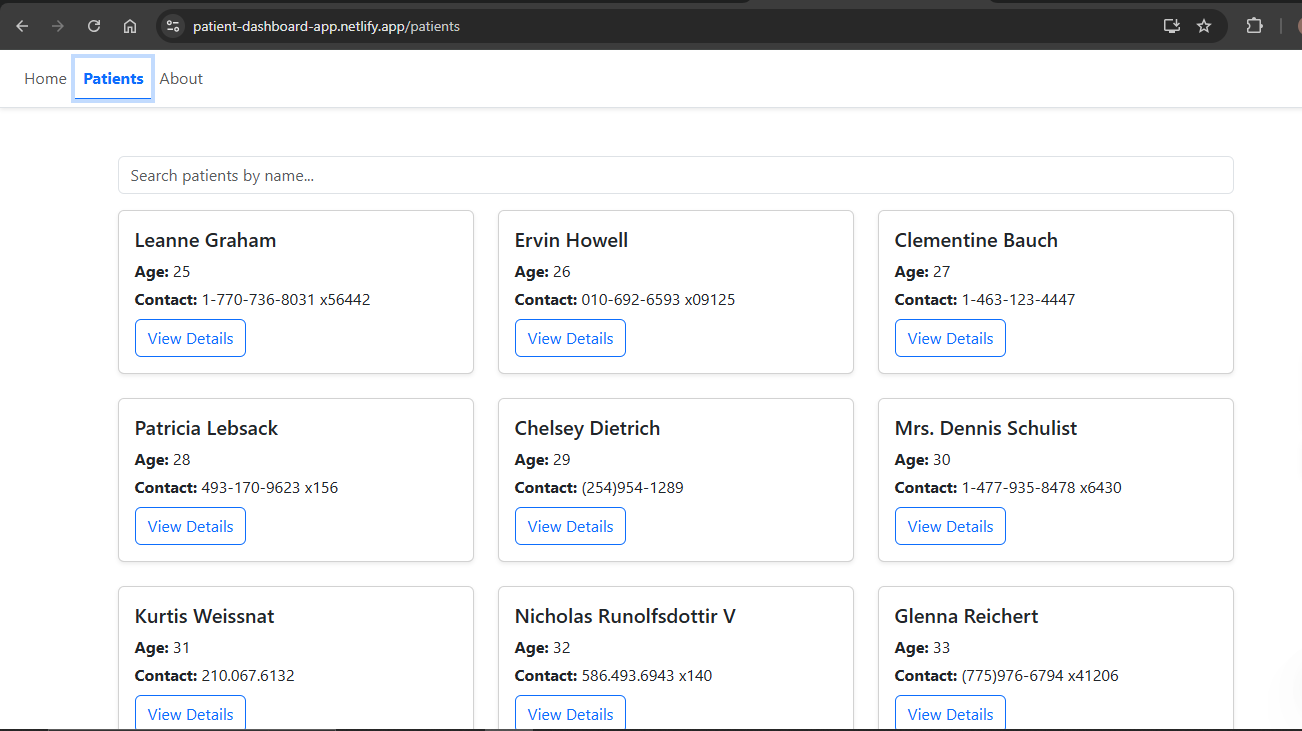 patient-dashboard-app.netlify.app/patients
Home Patients About
Search patients by name...
Leanne Graham
Age: 25
Contact: 1-770-736-8031 x56442
View Details
Ervin Howell
Age: 26
Contact: 010-692-6593 x09125
View Details
Clementine Bauch
Age: 27
Contact: 1-463-123-4447
View Details
Patricia Lebsack
Age: 28
Contact: 493-170-9623 x156
View Details
Chelsey Dietrich
Age: 29
Contact: (254)954-1289
View Details
Mrs. Dennis Schulist
Age: 30
Contact: 1-477-935-8478 x6430
View Details
Kurtis Weissnat
Age: 31
Contact: 210.067.6132
View Details
Nicholas Runolfsdottir V
Age: 32
Contact: 586.493.6943 x140
View Details
Glenna Reichert
Age: 33
Contact: (775)976-6794 x41206
View Details